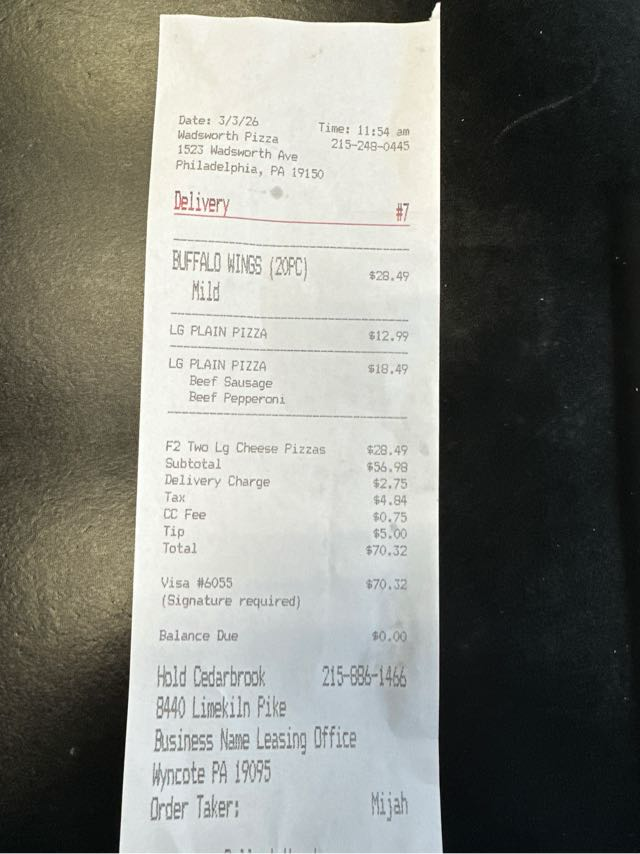 Date: 3/3/26 Time: 11:54 am
Wadsworth Pizza 215-248-0445
1523 Wadsworth Ave
Philadelphia, PA 19150
Delivery #7
BUFFALO WINGS (20PC) $28.49
Mild
LG PLAIN PIZZA $12.99
LG PLAIN PIZZA $18.49
Beef Sausage
Beef Pepperoni
F2 Two Lg Cheese Pizzas $28.49
Subtotal $56.98
Delivery Charge $2.75
Tax $4.84
CC Fee $0.75
Tip $5.00
Total $70.32
Visa #6055 $70.32
(Signature required)
Balance Due $0.00
Hold Cedarbrook 215-886-1466
8440 Limekiln Pike
Business Name Leasing Office
Wyncote PA 19095
Order Taker: Mijah